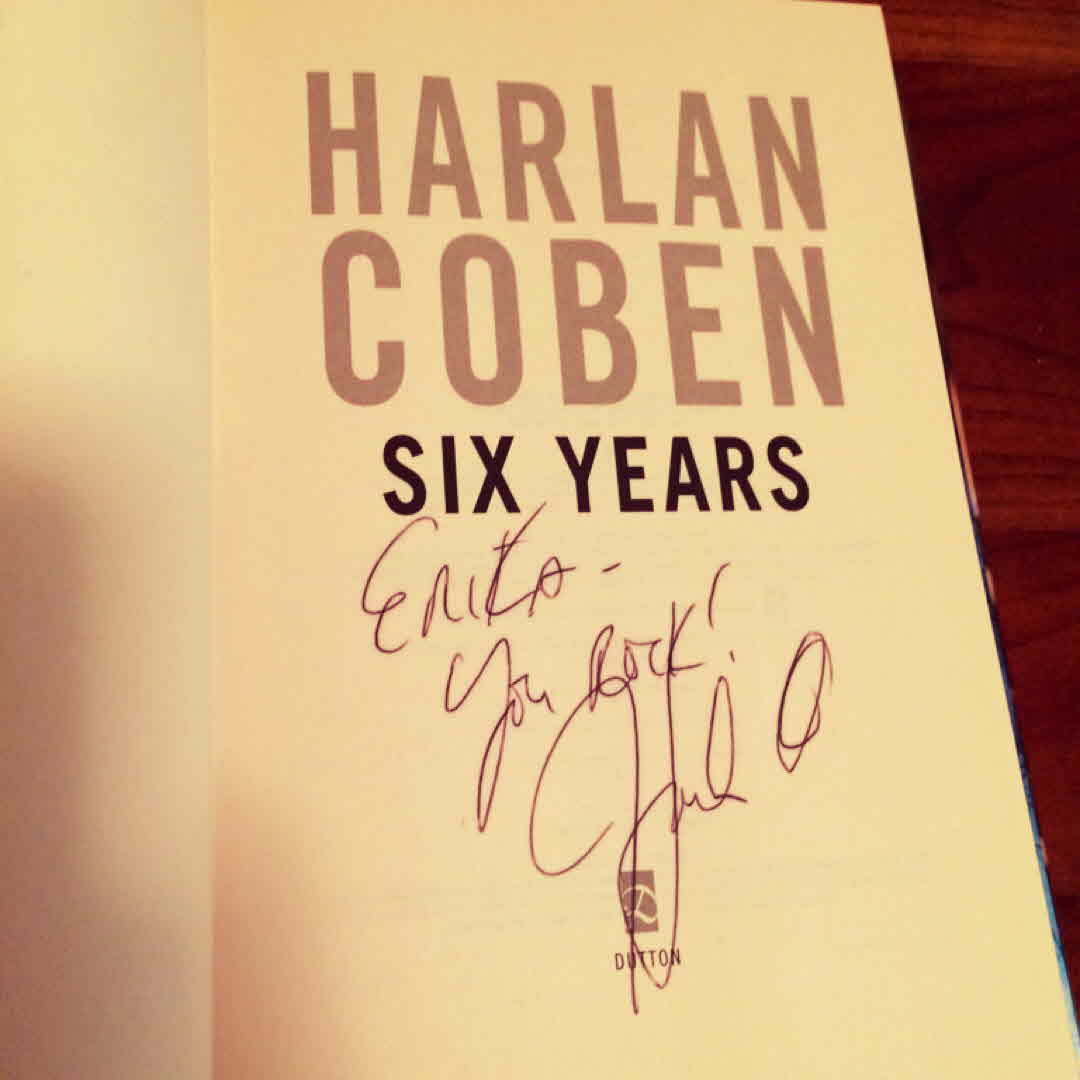 HARLAN
COBEN
SIX YEARS
Erika -
You Rock!
DUTTON